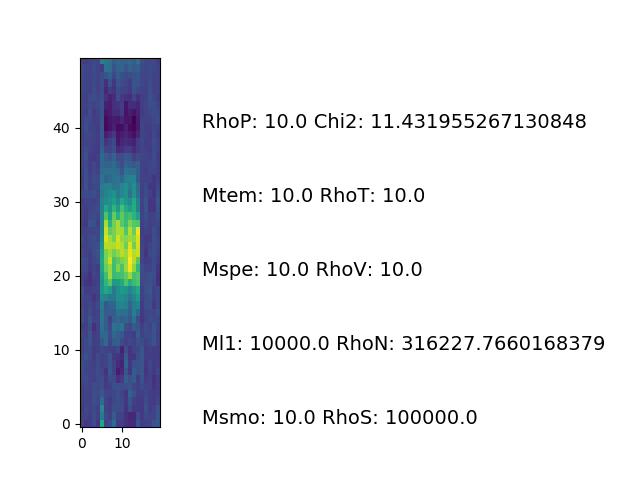 40
RhoP: 10.0 Chi2: 11.431955267130848
30
Mtem: 10.0 RhoT: 10.0
20
Mspe: 10.0 RhoV: 10.0
10
Ml1: 10000.0 RhoN: 316227.7660168379
0
Msmo: 10.0 RhoS: 100000.0
0 10